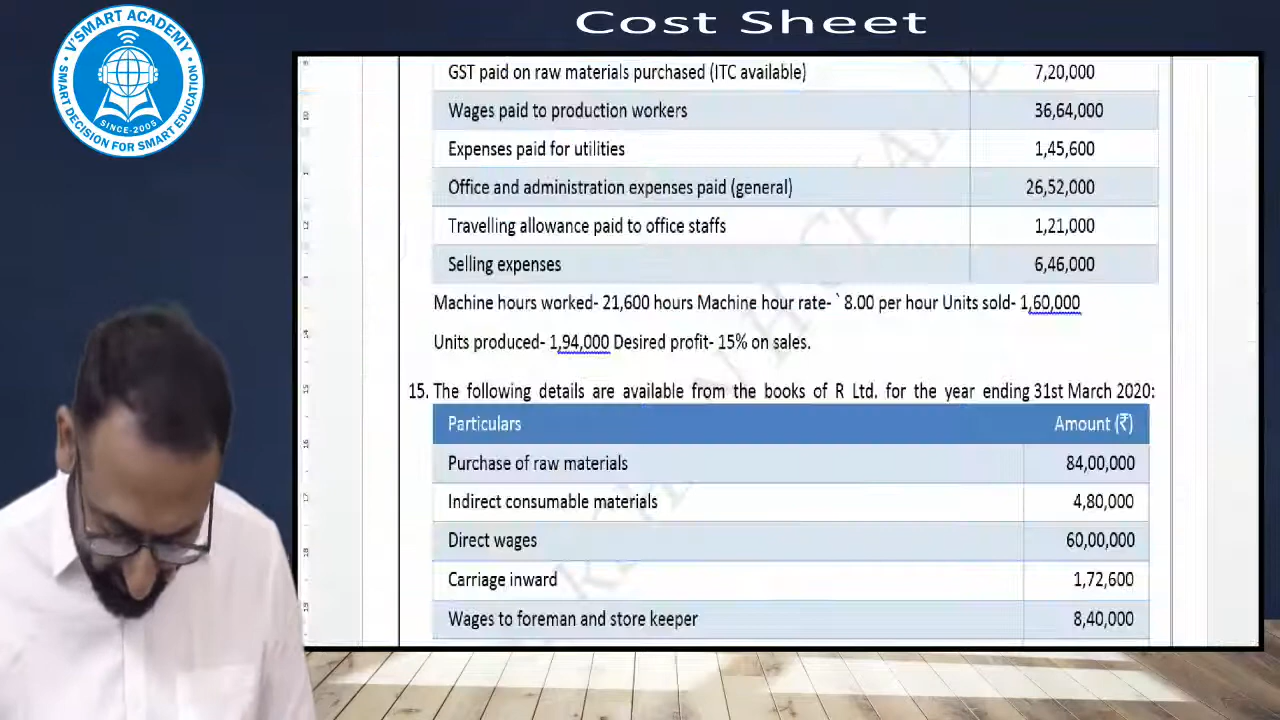 Cost Sheet
V'SMART ACADEMY
SMART DECISION FOR SMART EDUCATION
SINCE-2005
GST paid on raw materials purchased (ITC available) 7,20,000
Wages paid to production workers 36,64,000
Expenses paid for utilities 1,45,600
Office and administration expenses paid (general) 26,52,000
Travelling allowance paid to office staffs 1,21,000
Selling expenses 6,46,000
Machine hours worked- 21,600 hours Machine hour rate- ` 8.00 per hour Units sold- 1,60,000
Units produced- 1,94,000 Desired profit- 15% on sales.
15. The following details are available from the books of R Ltd. for the year ending 31st March 2020:
Particulars Amount (₹)
Purchase of raw materials 84,00,000
Indirect consumable materials 4,80,000
Direct wages 60,00,000
Carriage inward 1,72,600
Wages to foreman and store keeper 8,40,000